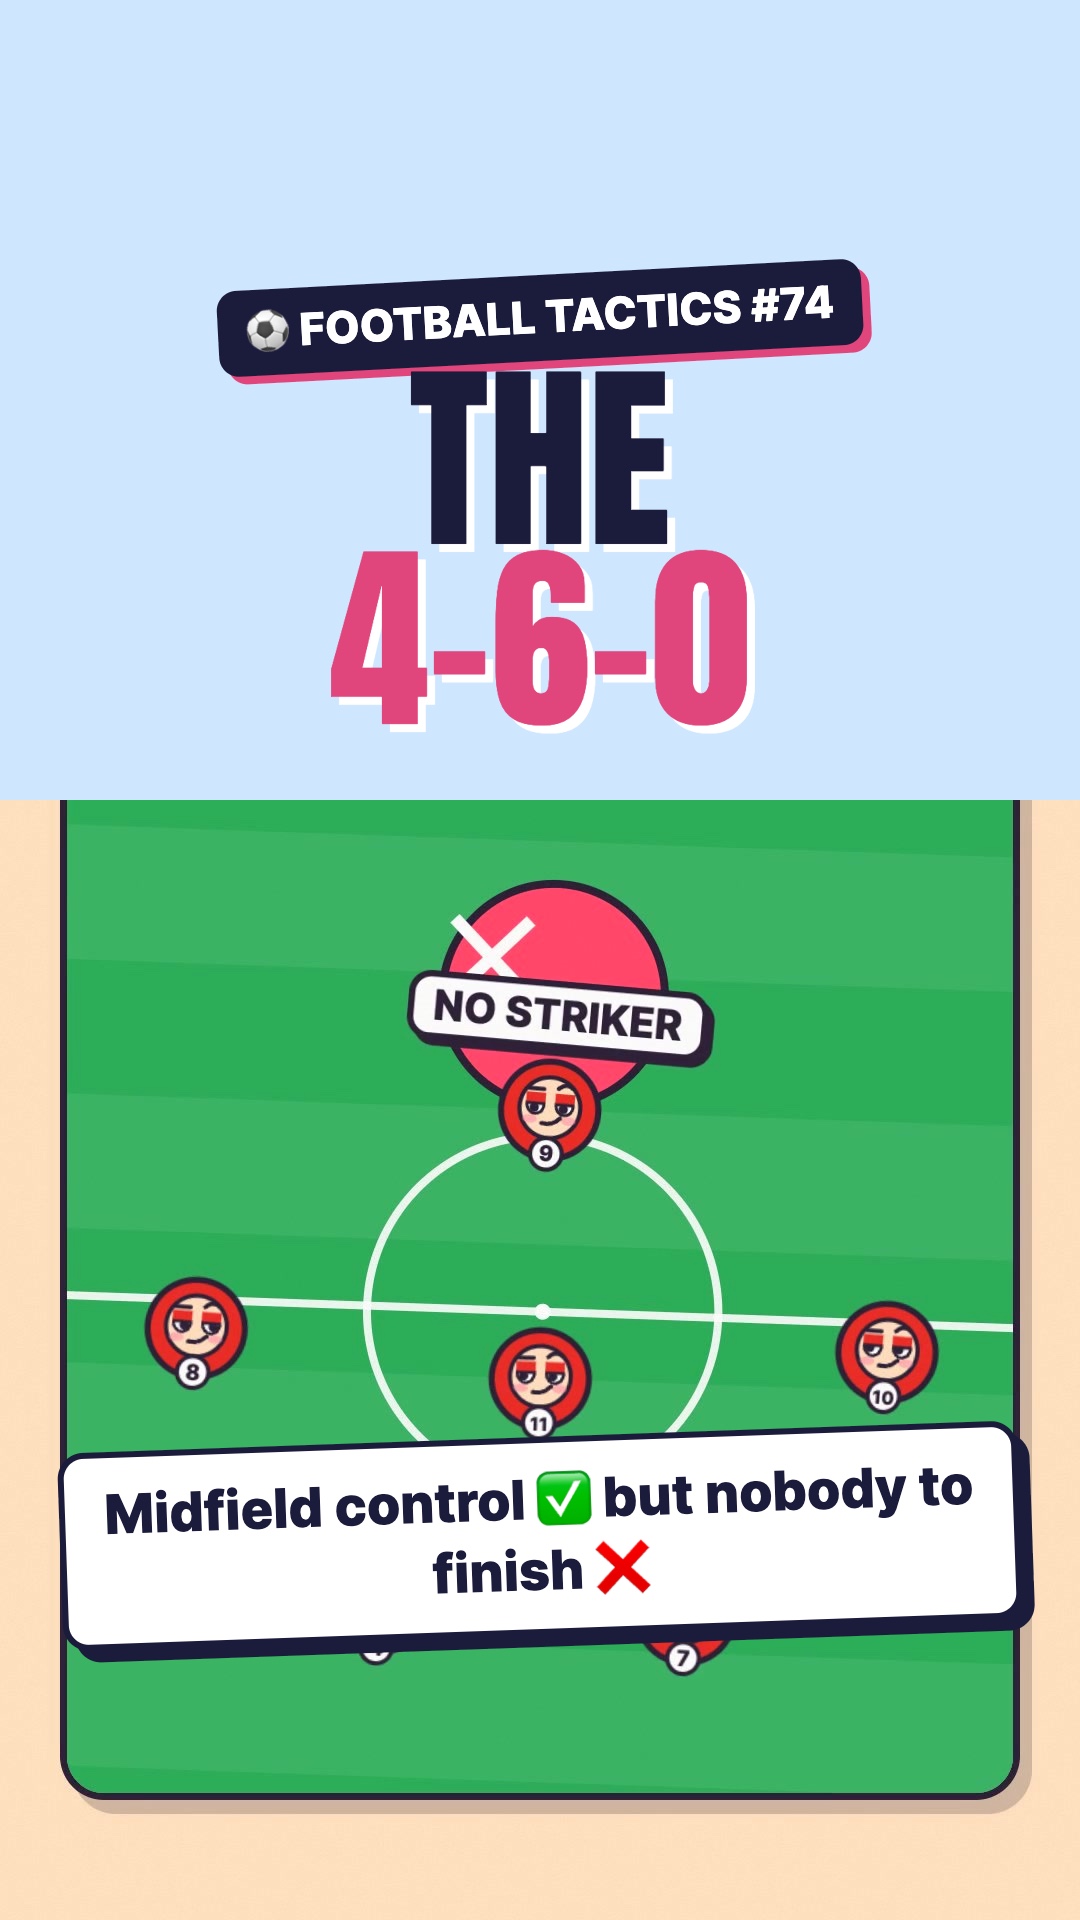 ⚽ FOOTBALL TACTICS #74
THE
4-6-0
NO STRIKER
9
8
11
10
Midfield control ✅ but nobody to
finish ❌
7